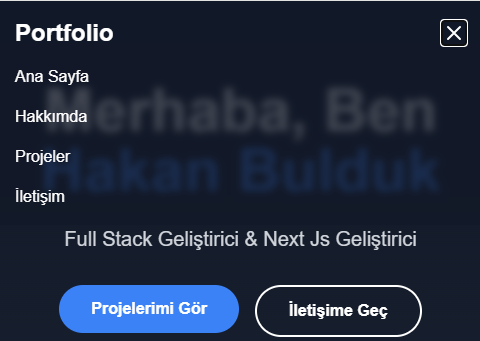 Portfolio
Ana Sayfa
Merhaba, Ben
Hakkımda
Projeler
Hakan Bulduk
İletişim
Full Stack Geliştirici & Next Js Geliştirici
Projelerimi Gör
İletişime Geç